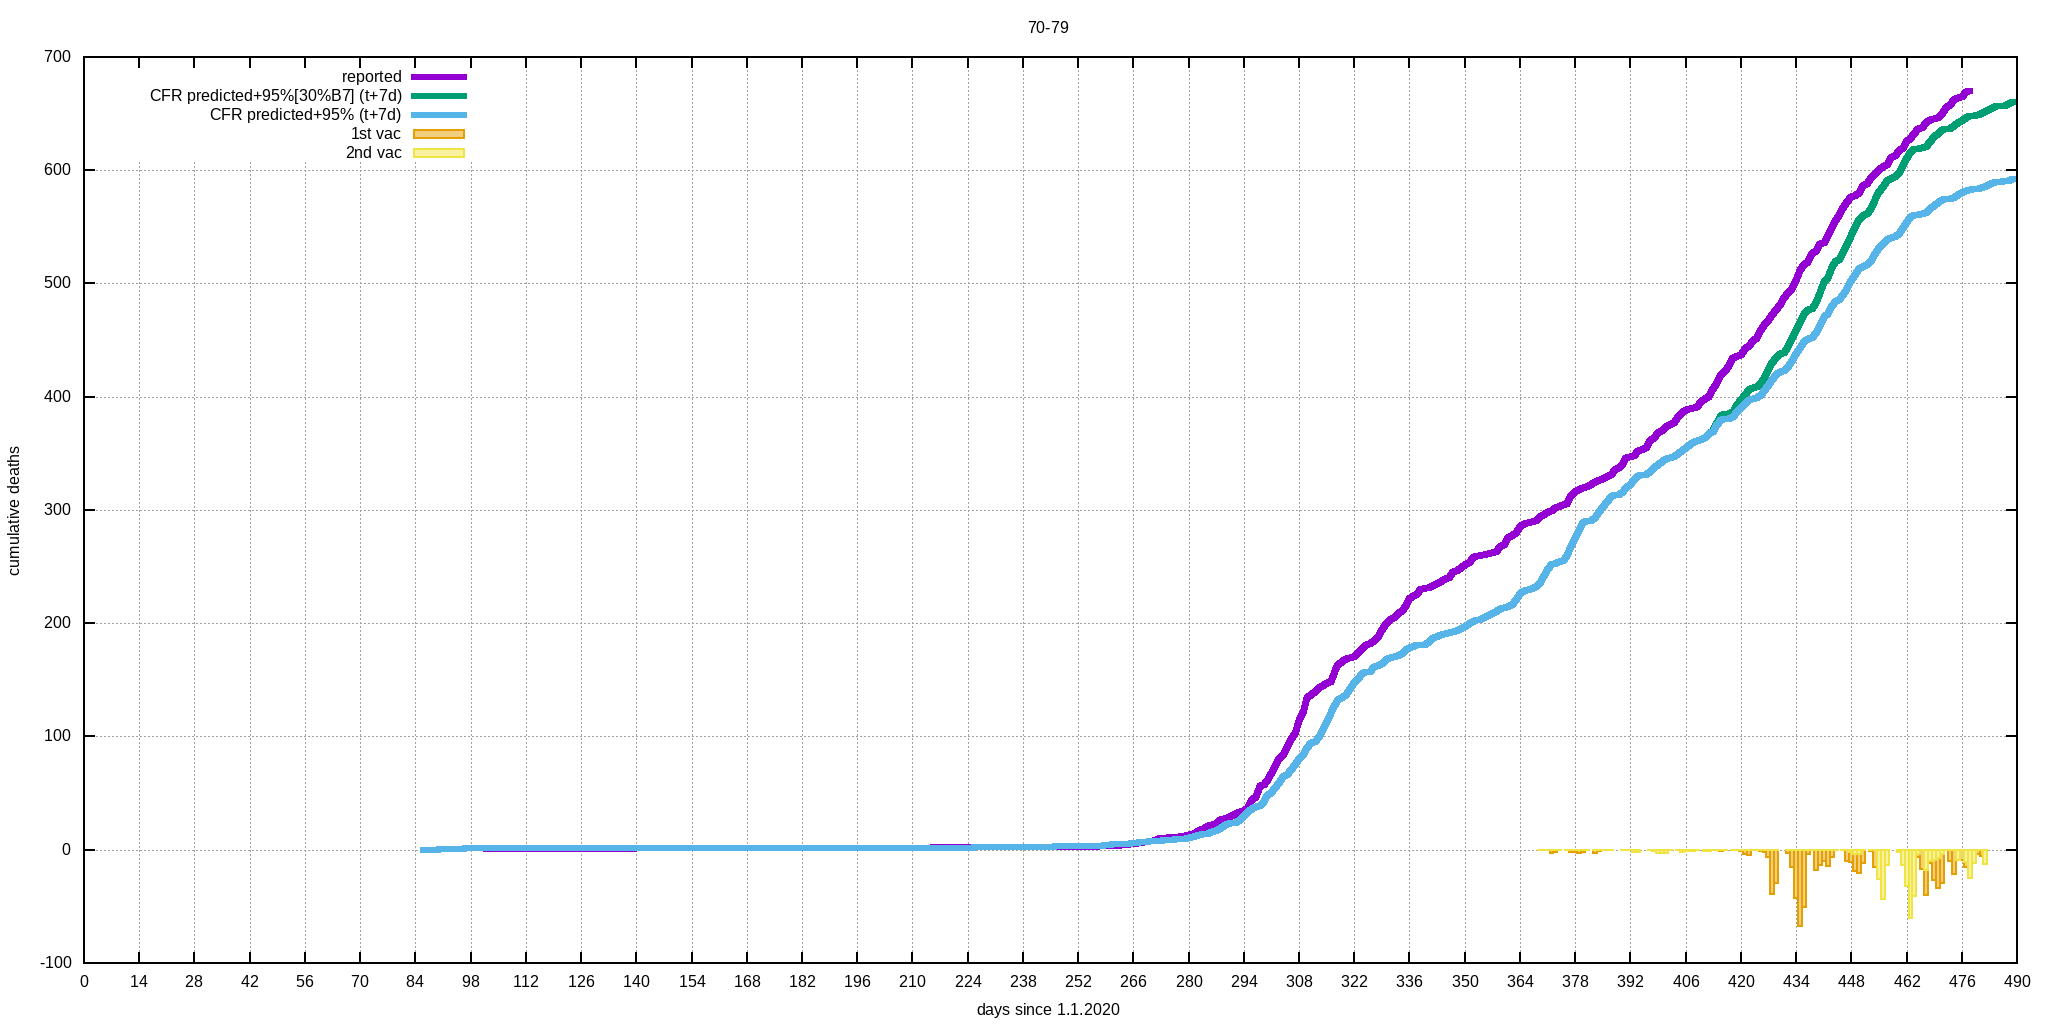 70-79
700
600
500
400
300
200
100
0
-100
cumulative deaths
reported
CFR predicted+95%[30%B7] (t+7d)
CFR predicted+95% (t+7d)
1st vac
2nd vac
0 14 28 42 56 70 84 98 112 126 140 154 168 182 196 210 224 238 252 266 280 294 308 322 336 350 364 378 392 406 420 434 448 462 476 490
days since 1.1.2020